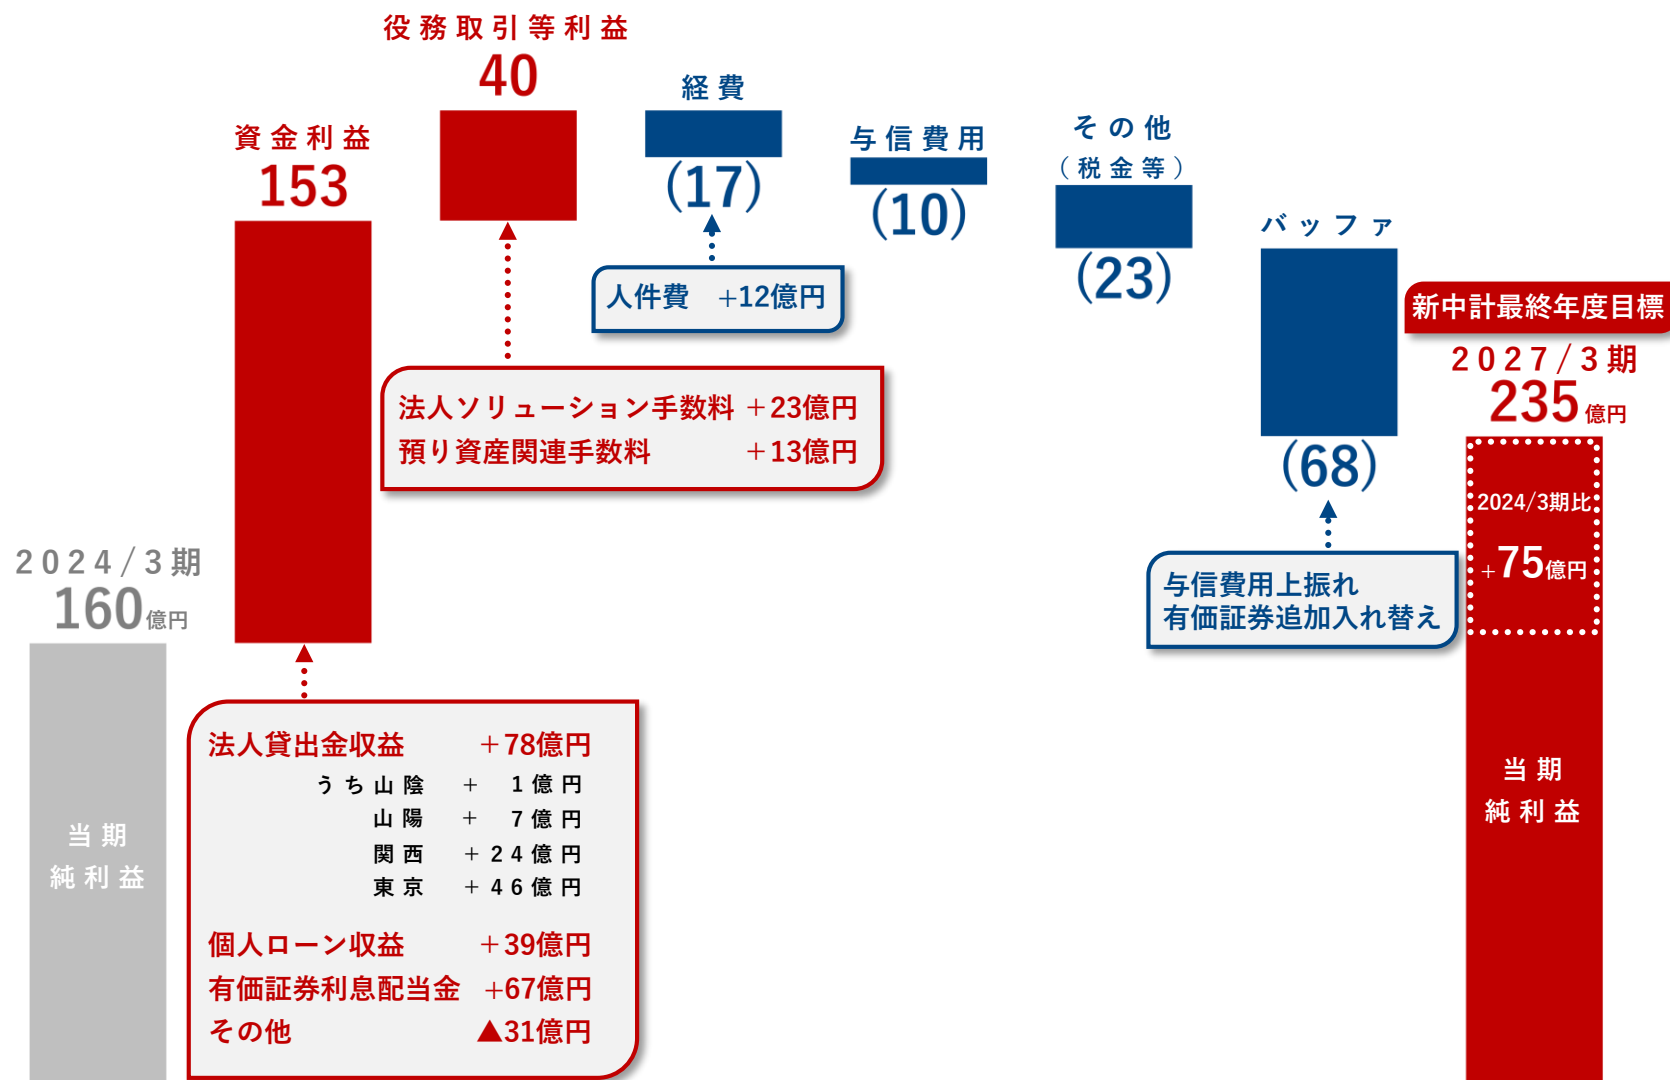 2024/3期
160億円
当期
純利益
資金利益
153
法人貸出金収益 +78億円
うち山陰 + 1億円
山陽 + 7億円
関西 +24億円
東京 +46億円
個人ローン収益 +39億円
有価証券利息配当金 +67億円
その他 ▲31億円
役務取引等利益
40
法人ソリューション手数料 +23億円
預り資産関連手数料 +13億円
経費
(17)
人件費 +12億円
与信費用
(10)
その他
(税金等)
(23)
バッファ
(68)
与信費用上振れ
有価証券追加入れ替え
新中計最終年度目標
2027/3期
235億円
2024/3期比
+75億円
当期
純利益